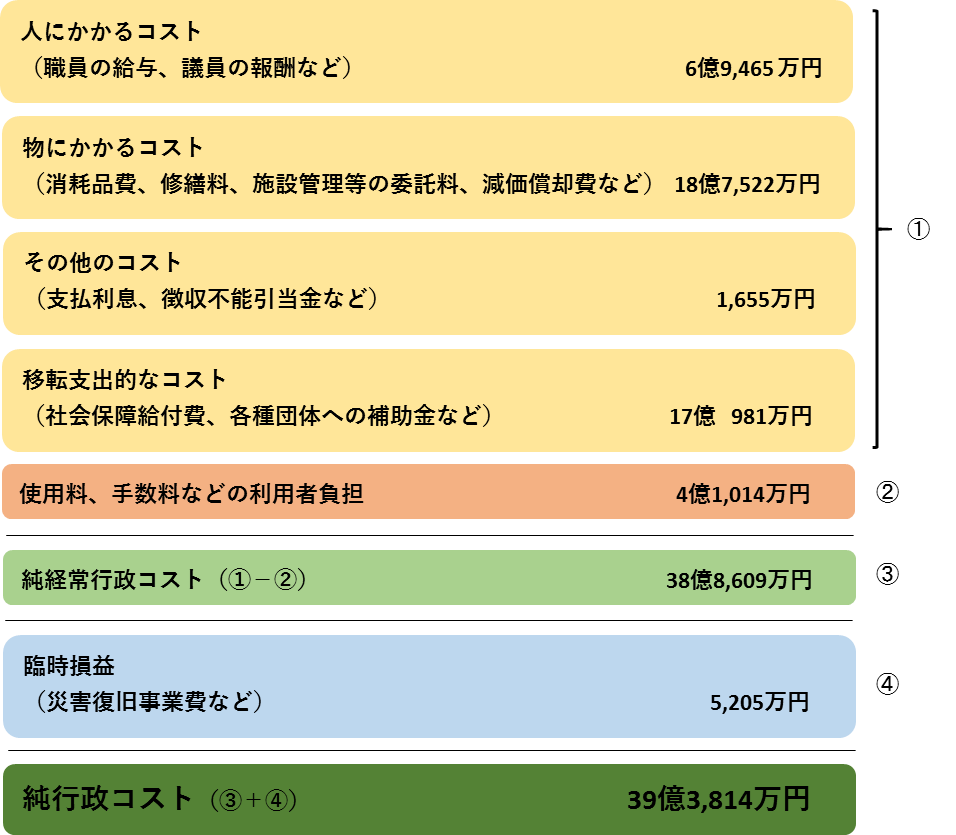 人にかかるコスト
（職員の給与、議員の報酬など） 6億9,465万円
物にかかるコスト
（消耗品費、修繕料、施設管理等の委託料、減価償却費など） 18億7,522万円
①
その他のコスト
（支払利息、徴収不能引当金など） 1,655万円
移転支出的なコスト
（社会保障給付費、各種団体への補助金など） 17億 981万円
使用料、手数料などの利用者負担 4億1,014万円 ②
純経常行政コスト（①－②） 38億8,609万円 ③
臨時損益
（災害復旧事業費など） 5,205万円 ④
純行政コスト（③＋④） 39億3,814万円